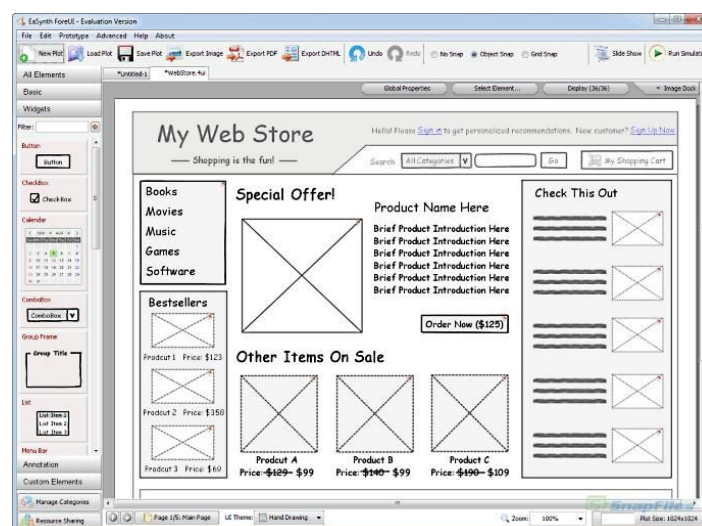 EaSynth ForeUI - Evaluation Version
File Edit Prototype Advanced Help About
New Plot Load Plot Save Plot Export Image Export PDF Export DHTML Undo Redo No Snap Object Snap Grid Snap Slide Show Run Simulat
All Elements
*Untitled-1 *WebStore.4ui
Basic
Global Properties Select Element... Display (36/36) Image Dock
Widgets
Filter:
Button
Button
CheckBox
CheckBox
Calendar
ComboBox
ComboBox V
Group Frame
Group Title
List
List Item 1
List Item 2
List Item 3
Menu Bar
Annotation
Custom Elements
Manage Categories
Resource Sharing
My Web Store
Shopping is the fun!
Hello! Please Sign in to get personalized recommendations. New customer? Sign Up Now
Search All Categories V Go My Shopping Cart
Books
Movies
Music
Games
Software
Bestsellers
Prodcut 1 Price: $123
Prodcut 2 Price: $358
Prodcut 3 Price: $69
Special Offer!
Product Name Here
Brief Product Introduction Here
Brief Product Introduction Here
Brief Product Introduction Here
Brief Product Introduction Here
Brief Product Introduction Here
Brief Product Introduction Here
Order Now ($125)
Other Items On Sale
Prodcut A Product B Product C
Price: $129 $99 Price: $140 $99 Price: $190 $109
Check This Out
Page 1/5: Main Page UI Theme: Hand Drawing Zoom: 100% Plot Size: 1024x1024
SnapFiles